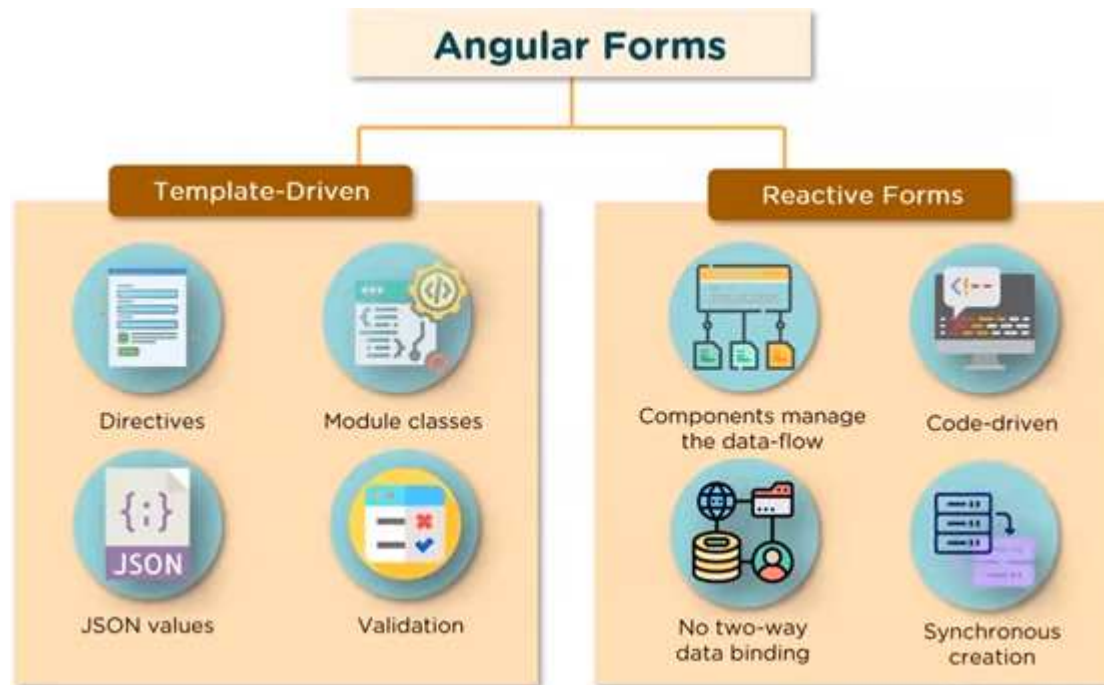 Angular Forms
Template-Driven
Reactive Forms
Directives
Module classes
{;}
JSON
JSON values
Validation
</>
<!--
Components manage
the data-flow
Code-driven
No two-way
data binding
Synchronous
creation